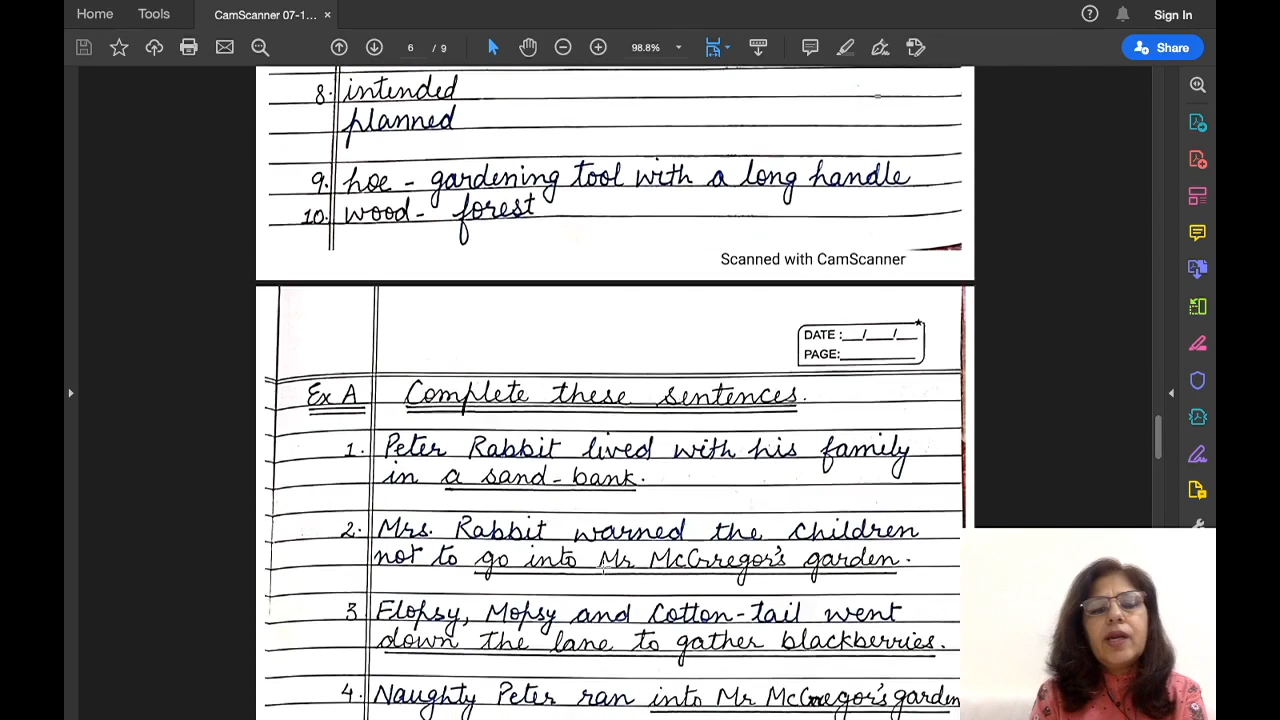 Home
Tools
CamScanner 07-1...
×
Sign In
6 / 9
98.8%
Share
8. intended
planned
9. hoe - gardening tool with a long handle
10. wood - forest
Scanned with CamScanner
DATE :__/__/__
PAGE:________
Ex A Complete these sentences.
1. Peter Rabbit lived with his family
in a sand-bank.
2. Mrs. Rabbit warned the children
not to go into Mr McGrregor's garden.
3 Flopsy, Mopsy and Cotton-tail went
down the lane to gather blackberries.
4. Naughty Peter ran into Mr McGregor's garden